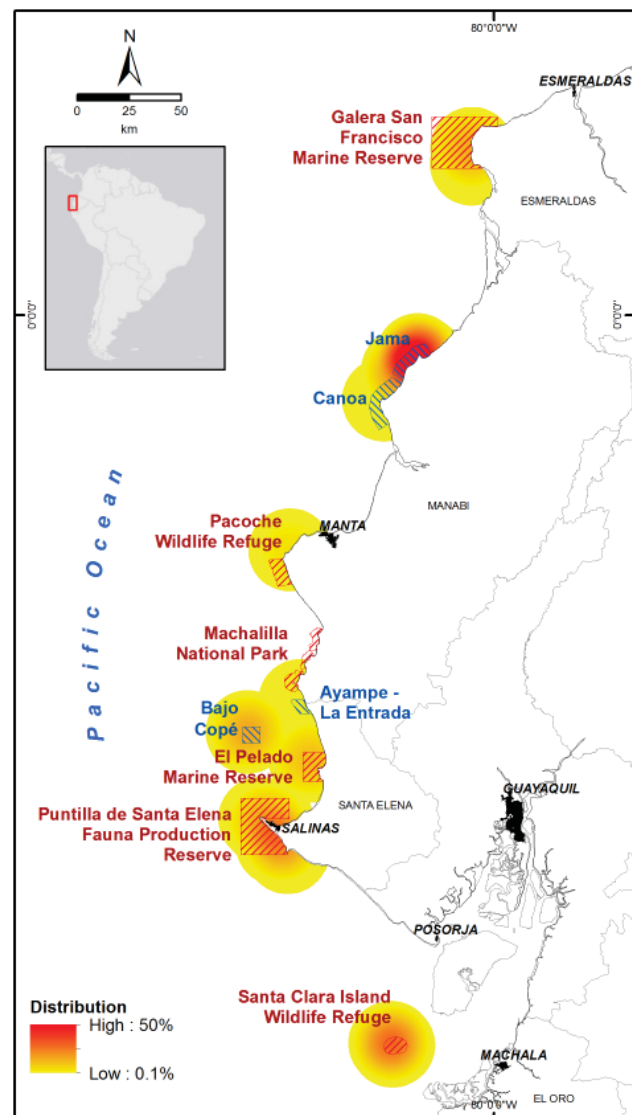 80°0'0"W
N
ESMERALDAS
0 25 50
km
Galera San
Francisco
Marine Reserve
ESMERALDAS
0°0'0"
0°0'0"
Jama
Canoa
MANABI
Pacoche
Wildlife Refuge
MANTA
Pacific Ocean
Machalilla
National Park
Ayampe -
La Entrada
Bajo
Copé
El Pelado
Marine Reserve
GUAYAQUIL
SANTA ELENA
Puntilla de Santa Elena
Fauna Production
Reserve
SALINAS
POSORJA
Santa Clara Island
Wildlife Refuge
Distribution
High : 50%
Low : 0.1%
MACHALA
EL ORO
80°0'0"W